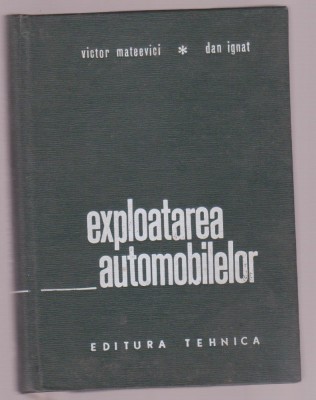 victor mateevici * dan ignat
exploatarea
automobilelor
EDITURA TEHNICA